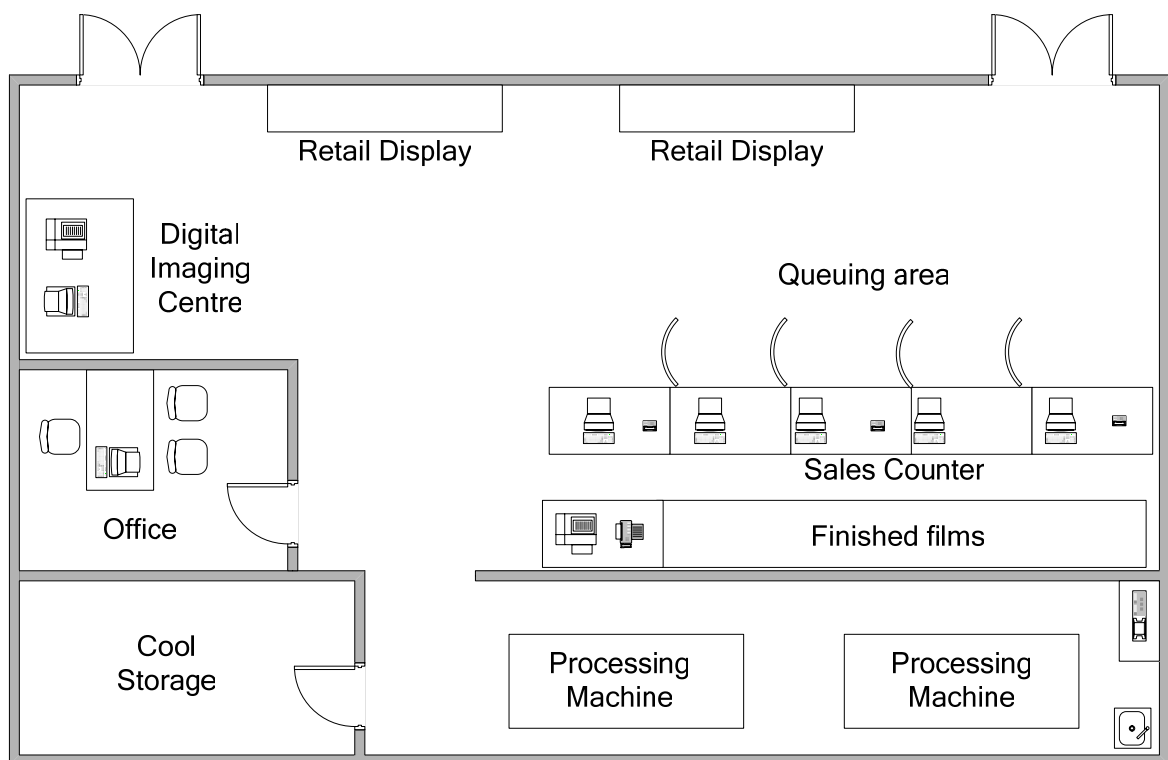 Retail Display
Retail Display
Digital
Imaging
Centre
Queuing area
Sales Counter
Office
Finished films
Cool
Storage
Processing
Machine
Processing
Machine